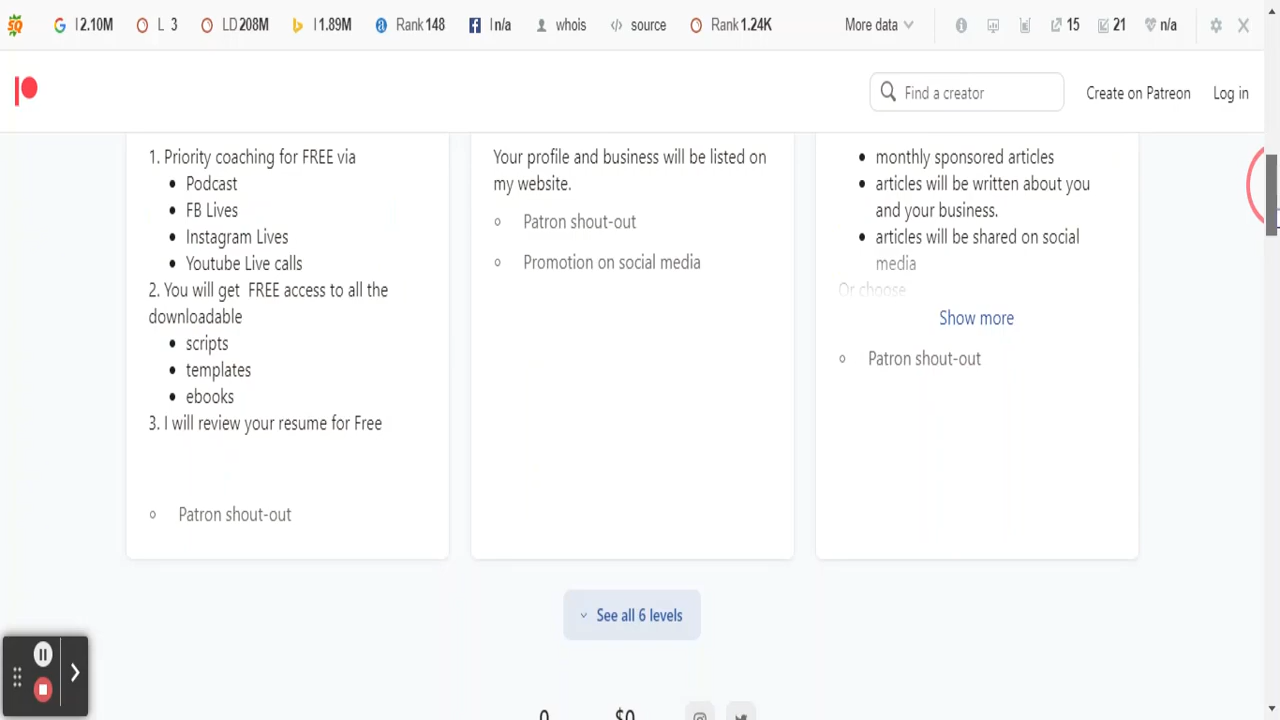 I 2.10M L 3 LD 208M I 1.89M Rank 148 I n/a whois source Rank 1.24K More data 15 21 n/a
Find a creator Create on Patreon Log in
1. Priority coaching for FREE via
Podcast
FB Lives
Instagram Lives
Youtube Live calls
2. You will get FREE access to all the
downloadable
scripts
templates
ebooks
3. I will review your resume for Free
Patron shout-out
Your profile and business will be listed on
my website.
Patron shout-out
Promotion on social media
monthly sponsored articles
articles will be written about you
and your business.
articles will be shared on social
media
Or choose
Show more
Patron shout-out
See all 6 levels
0 $0